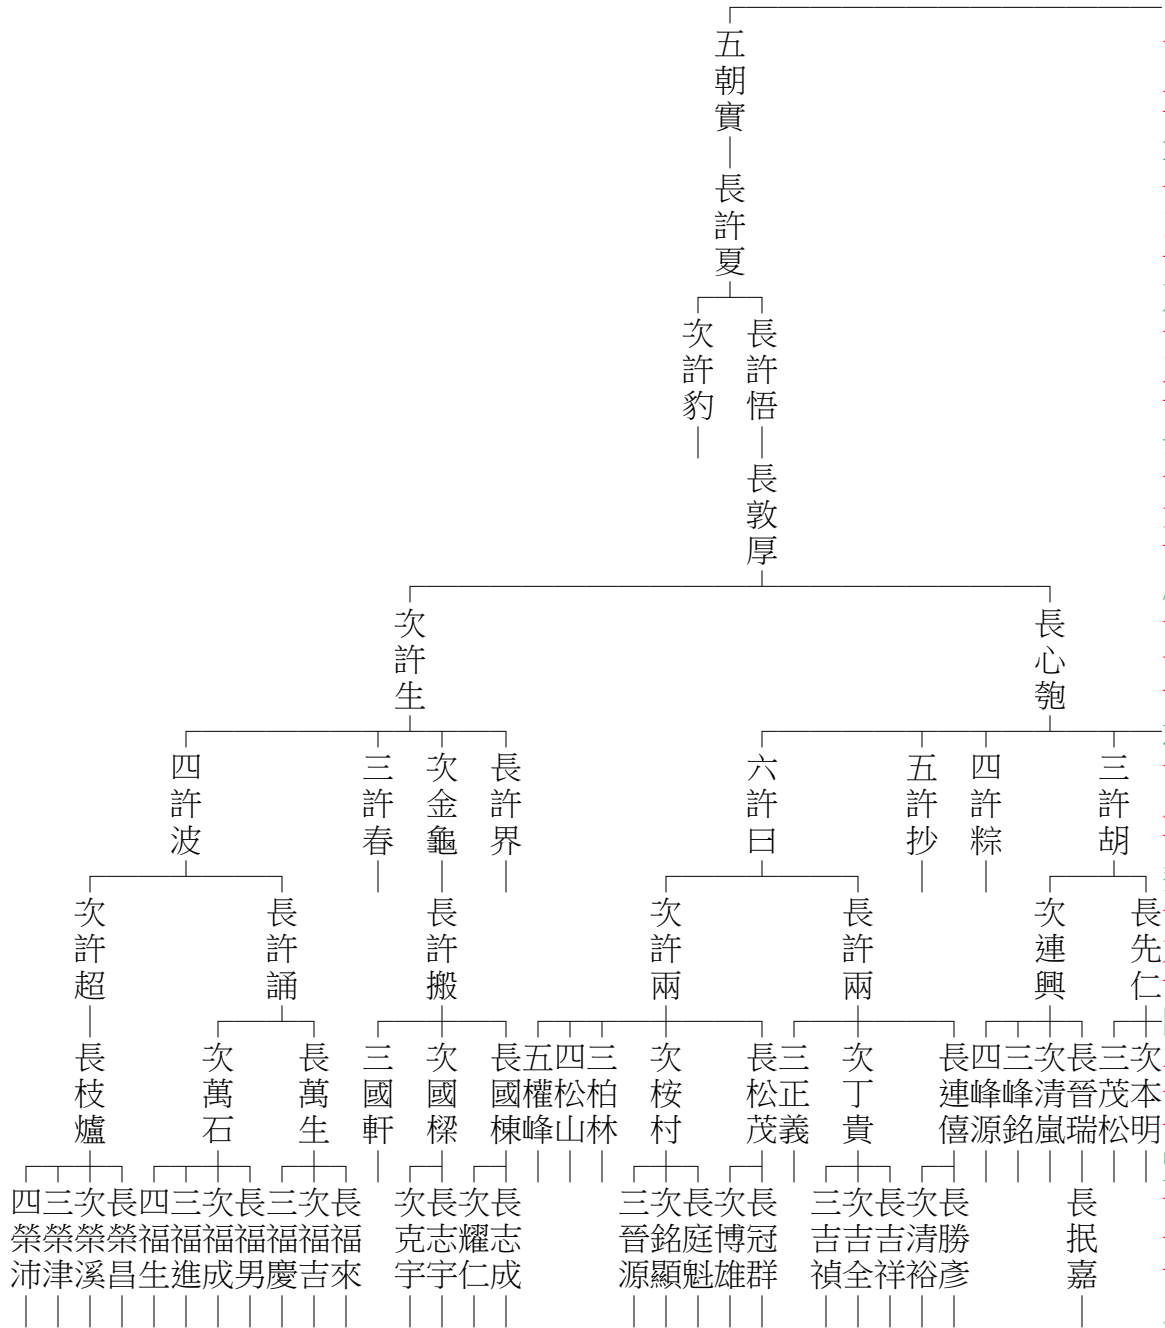 五朝實
長許夏
長許悟
次許豹
長敦厚
長心匏
次許生
三許胡
四許粽
五許抄
六許曰
長許界
次金龜
三許春
四許波
長先仁
次連興
長許兩
次許兩
長許搬
長許誦
次許超
次本明
三茂松
長晉瑞
次清嵐
三峰銘
四峰源
長連僖
次丁貴
三正義
長松茂
次桉村
三柏林
四松山
五權峰
長國棟
次國樑
三國軒
長萬生
次萬石
長枝爐
長抿嘉
長勝彥
次清裕
長吉祥
次吉全
三吉禎
長冠群
次博雄
長庭魁
次銘顯
三晉源
長志成
次耀仁
長志宇
次克宇
長福來
次福吉
三福慶
長福男
次福成
三福進
四福生
長榮昌
次榮溪
三榮津
四榮沛